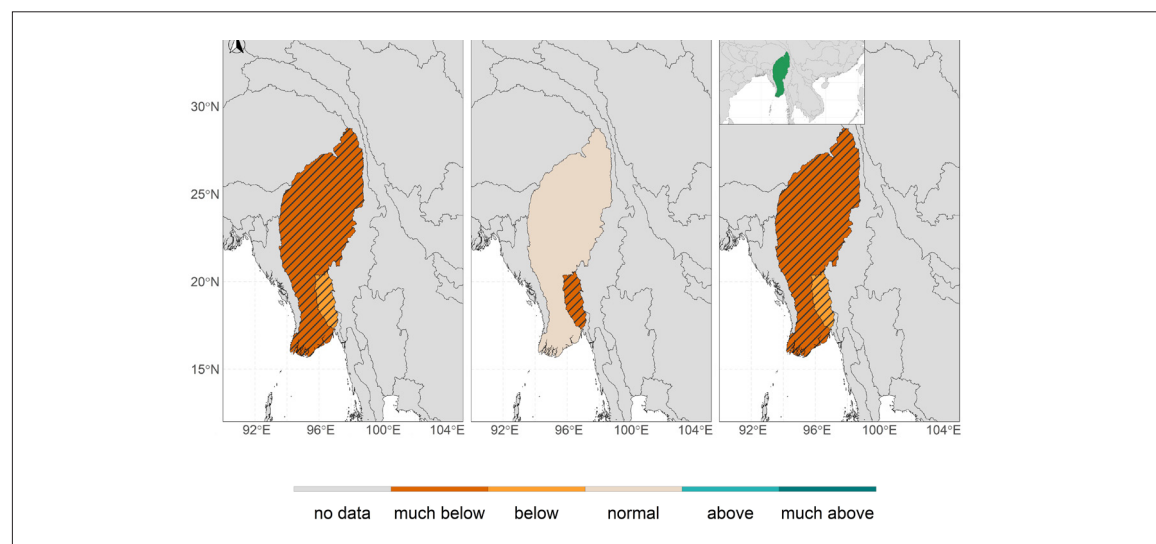 30°N
25°N
20°N
15°N
92°E 96°E 100°E 104°E 92°E 96°E 100°E 104°E 92°E 96°E 100°E 104°E
no data much below below normal above much above